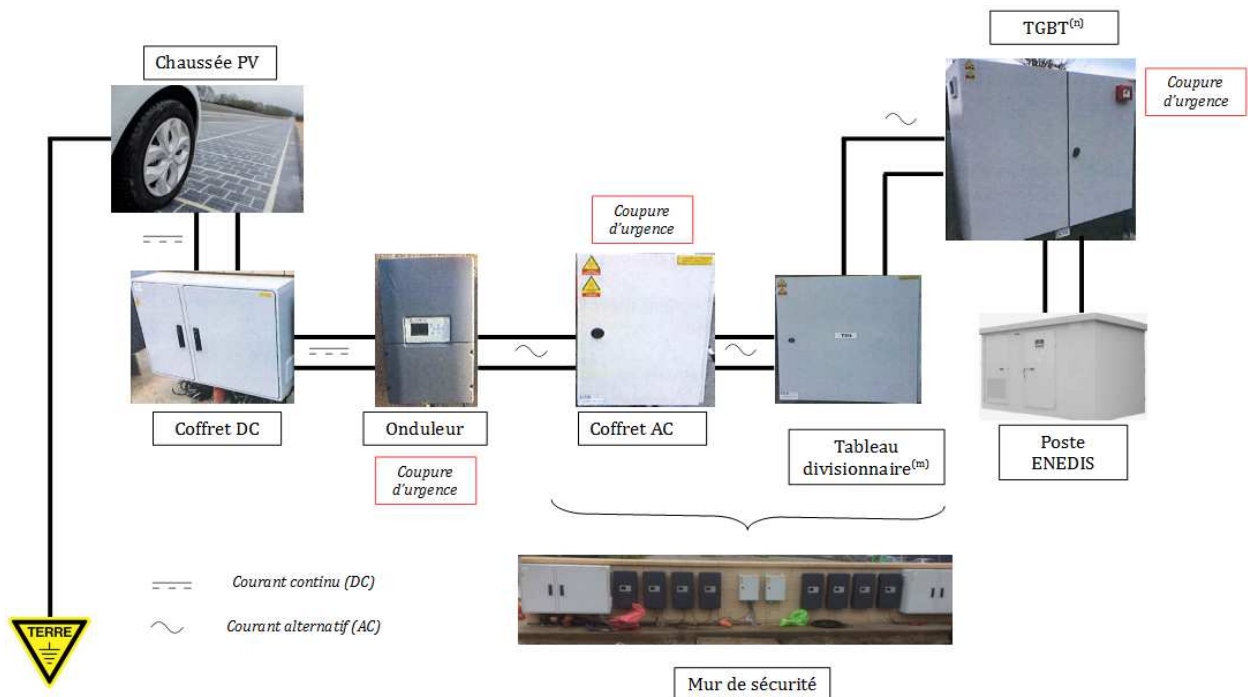 TGBT(n)
Chaussée PV
Coupure
d'urgence
Coupure
d'urgence
Coffret DC
Onduleur
Coffret AC
Tableau
divisionnaire(m)
Poste
ENEDIS
Coupure
d'urgence
Courant continu (DC)
Courant alternatif (AC)
TERRE
Mur de sécurité